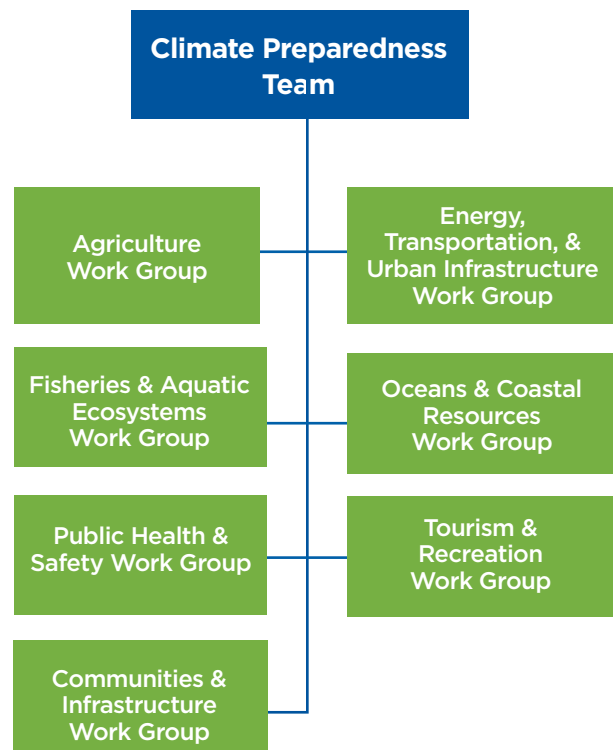 Climate Preparedness
Team
Agriculture
Work Group
Energy,
Transportation, &
Urban Infrastructure
Work Group
Fisheries & Aquatic
Ecosystems
Work Group
Oceans & Coastal
Resources
Work Group
Public Health &
Safety Work Group
Tourism &
Recreation
Work Group
Communities &
Infrastructure
Work Group